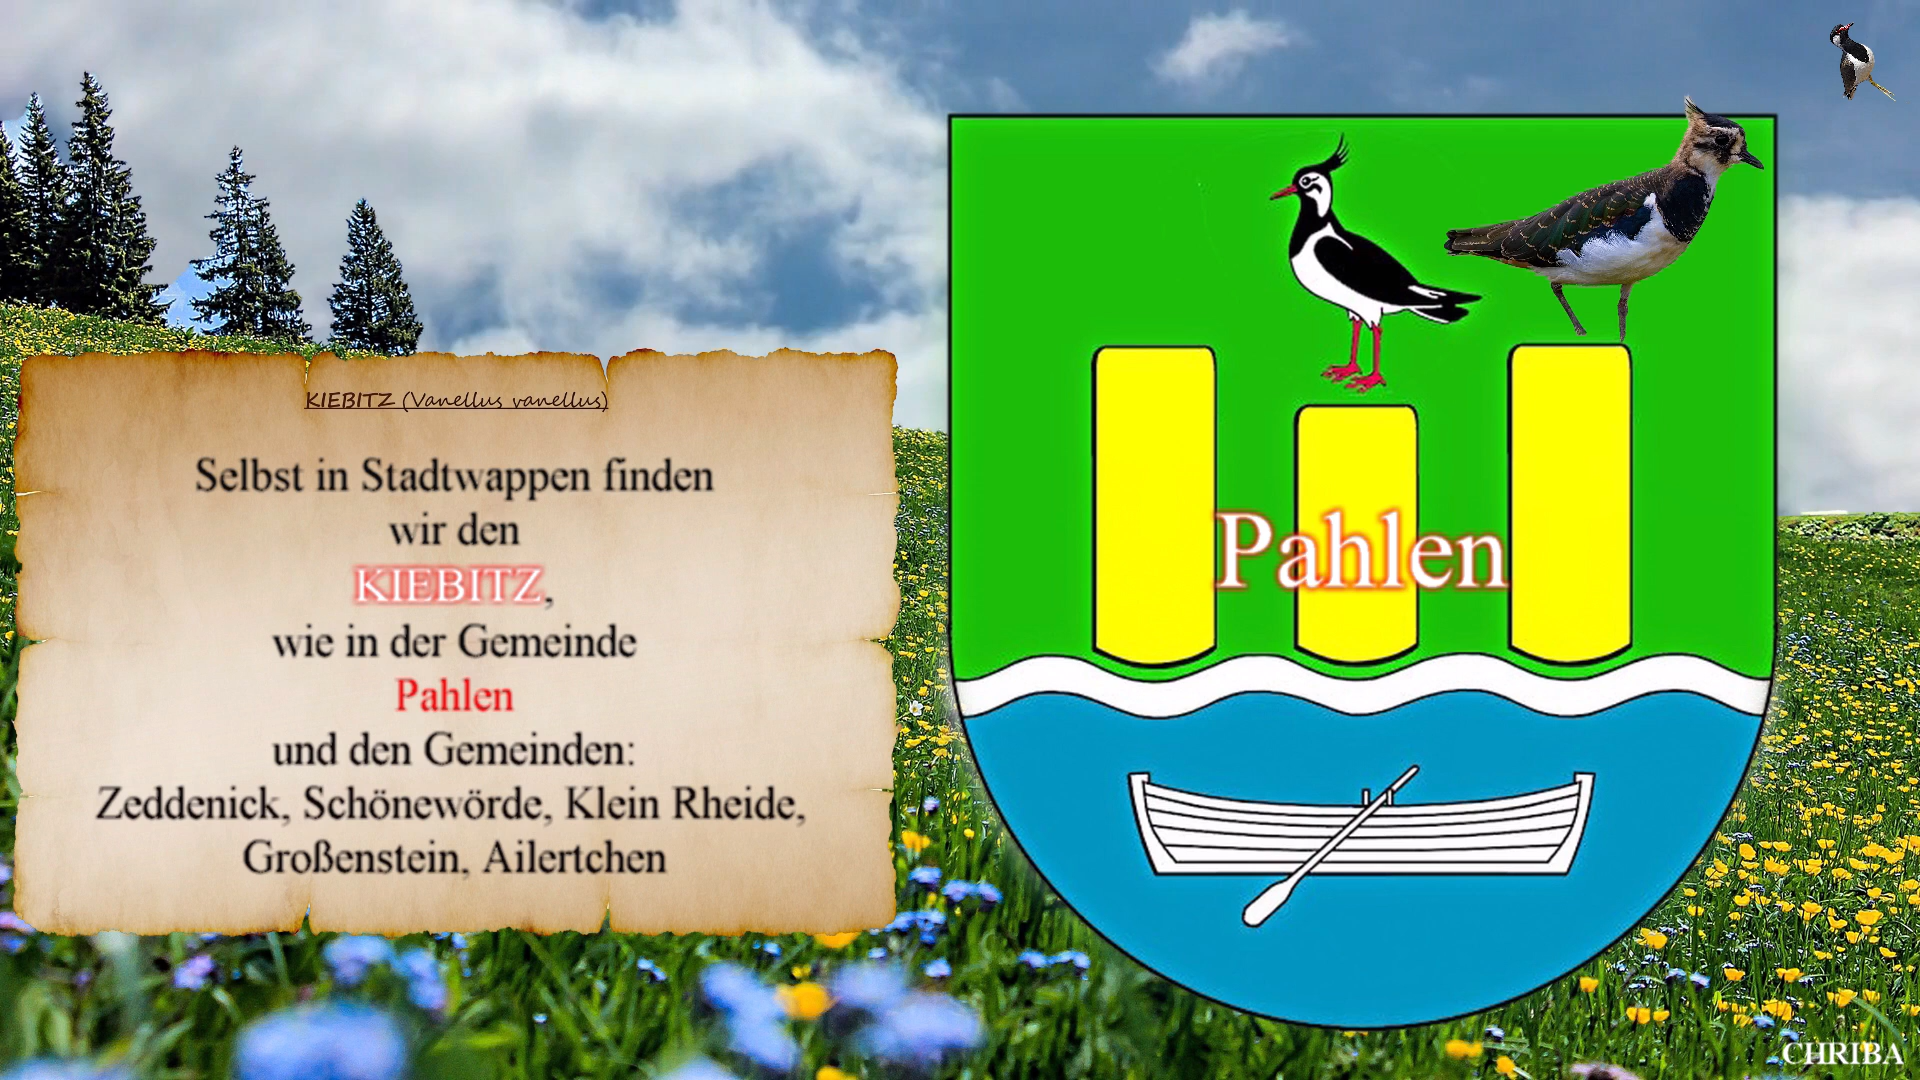 KIEBITZ (Vanellus vanellus)
Selbst in Stadtwappen finden
wir den
KIEBITZ,
wie in der Gemeinde
Pahlen
und den Gemeinden:
Zeddenick, Schönewörde, Klein Rheide,
Großenstein, Ailertchen
Pahlen
CHRIBA